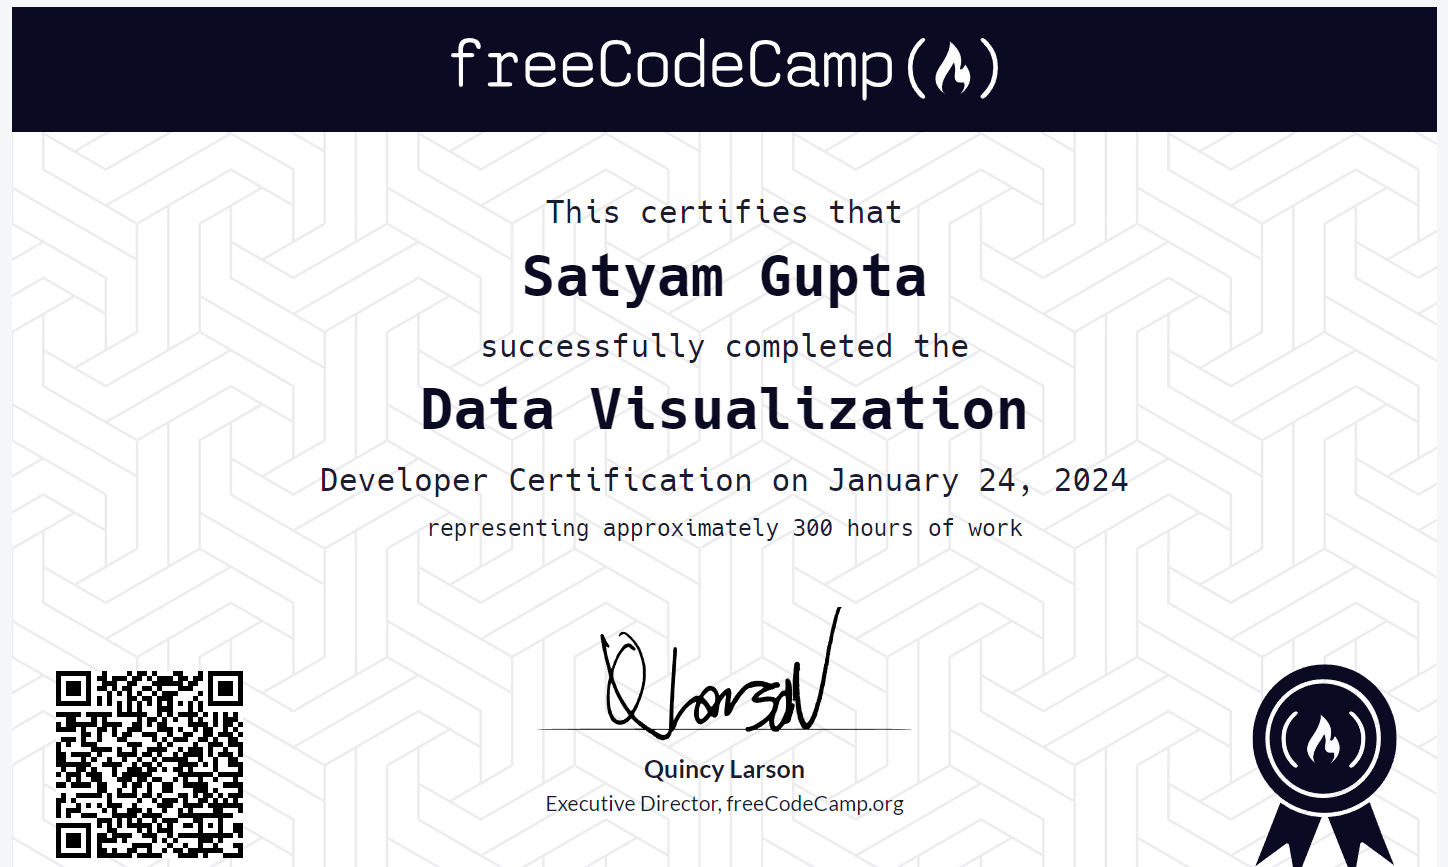 freeCodeCamp
This certifies that
Satyam Gupta
successfully completed the
Data Visualization
Developer Certification on January 24, 2024
representing approximately 300 hours of work
Quincy Larson
Executive Director, freeCodeCamp.org